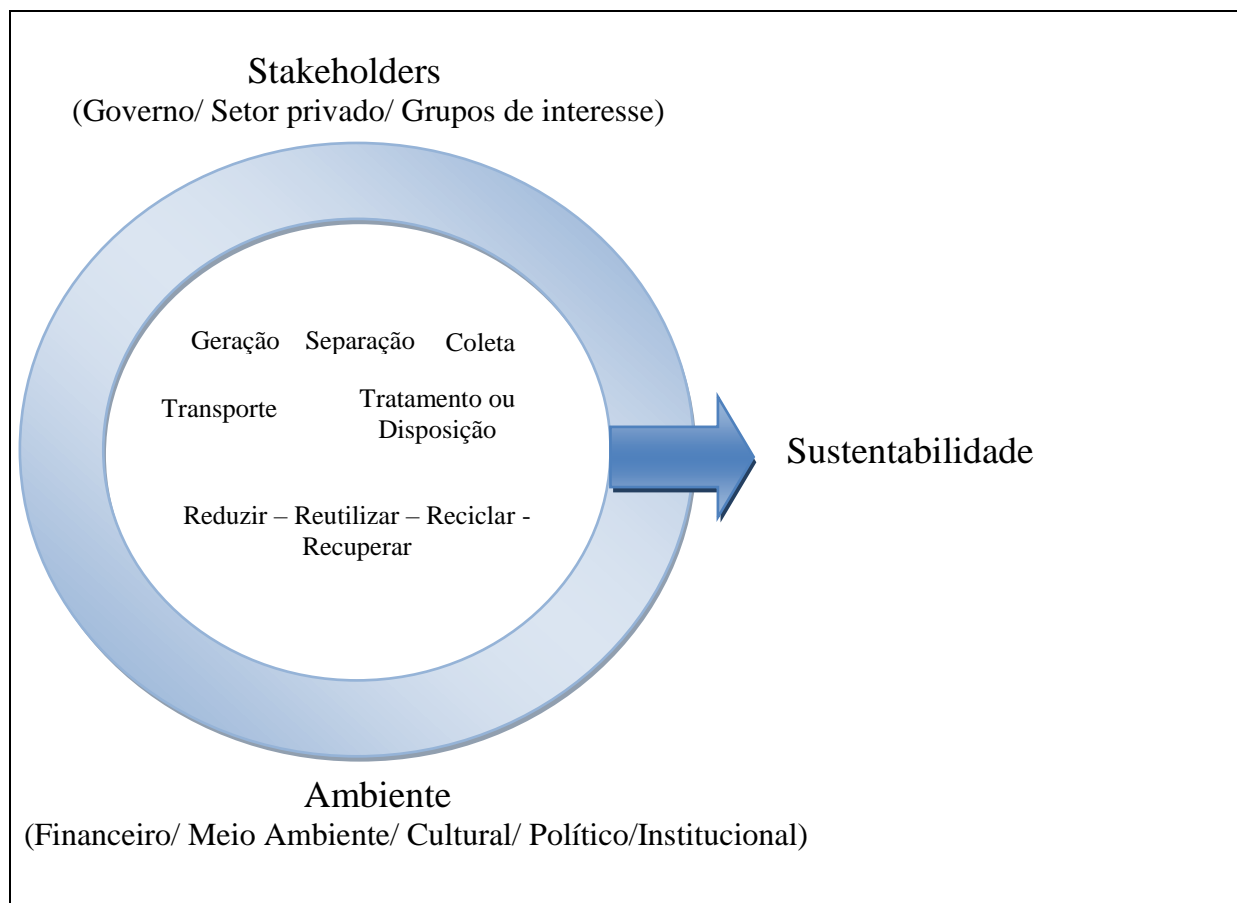 Stakeholders
(Governo/ Setor privado/ Grupos de interesse)
Geração Separação Coleta
Transporte
Tratamento ou
Disposição
Sustentabilidade
Reduzir – Reutilizar – Reciclar -
Recuperar
Ambiente
(Financeiro/ Meio Ambiente/ Cultural/ Político/Institucional)